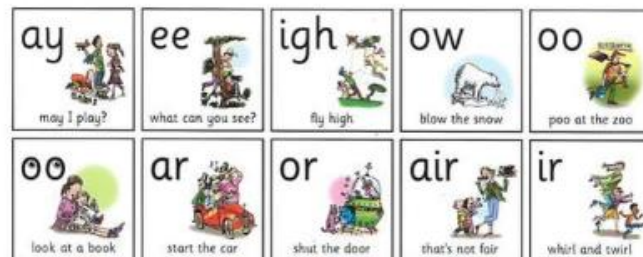 ay ee igh ow oo
may I play? what can you see? fly high blow the snow poo at the zoo
oo ar or air ir
look at a book start the car shut the door that's not fair whirl and twirl